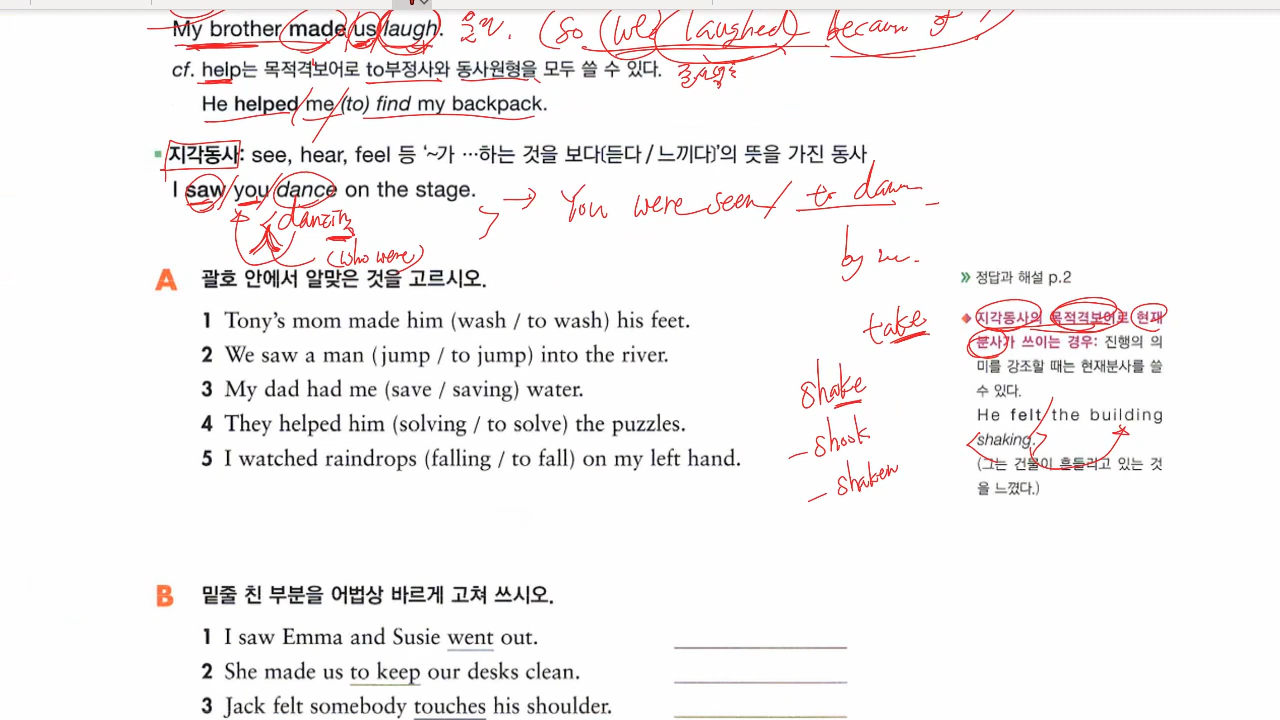 My brother made us laugh. (So we laughed because of
cf. help는 목적격보어로 to부정사와 동사원형을 모두 쓸 수 있다.
He helped me (to) find my backpack.
지각동사: see, hear, feel 등 ‘~가 …하는 것을 보다(듣다 / 느끼다)’의 뜻을 가진 동사
I saw you dance on the stage.
→ You were seen / to dance
by me.
dancing
(who were)
A 괄호 안에서 알맞은 것을 고르시오.
1 Tony’s mom made him (wash / to wash) his feet.
2 We saw a man (jump / to jump) into the river.
3 My dad had me (save / saving) water.
4 They helped him (solving / to solve) the puzzles.
5 I watched raindrops (falling / to fall) on my left hand.
take
shake
– shook
– shaken
» 정답과 해설 p.2
◆ 지각동사의 목적격보어로 현재
분사가 쓰이는 경우: 진행의 의
미를 강조할 때는 현재분사를 쓸
수 있다.
He felt the building
shaking.
(그는 건물이 흔들리고 있는 것
을 느꼈다.)
B 밑줄 친 부분을 어법상 바르게 고쳐 쓰시오.
1 I saw Emma and Susie went out.
2 She made us to keep our desks clean.
3 Jack felt somebody touches his shoulder.